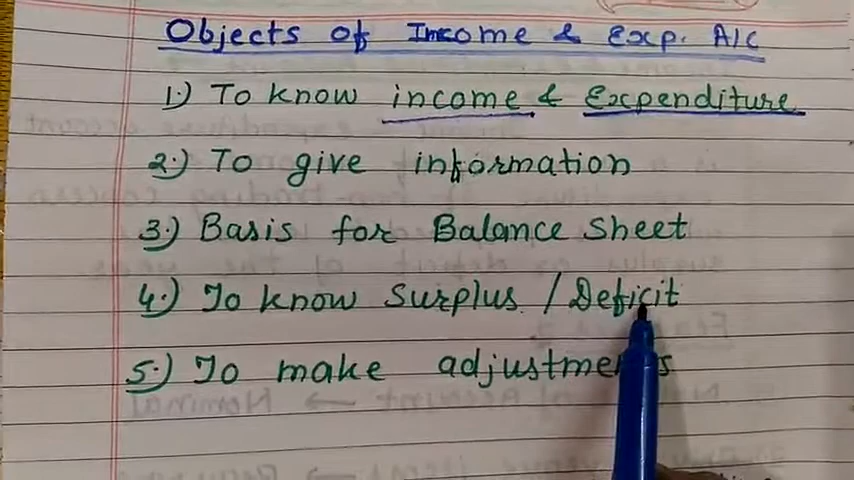 Objects of Income & Exp. A/C
1.) To know income & Expenditure
2.) To give information
3.) Basis for Balance Sheet
4.) To know Surplus / Deficit
5.) To make adjustments